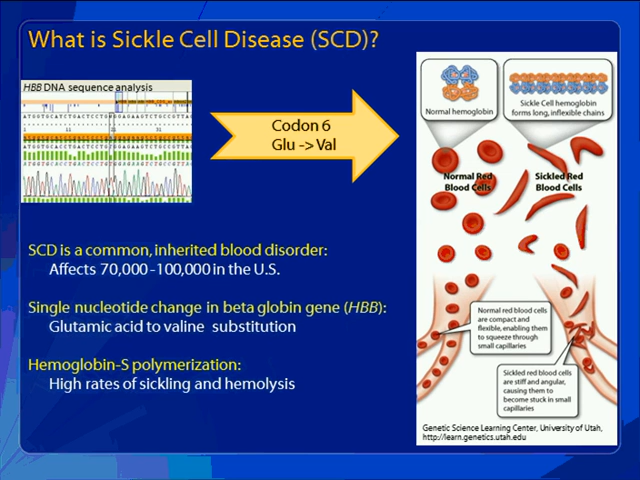 What is Sickle Cell Disease (SCD)?
HBB DNA sequence analysis
Codon 6
Glu -> Val
SCD is a common, inherited blood disorder:
Affects 70,000 -100,000 in the U.S.
Single nucleotide change in beta globin gene (HBB):
Glutamic acid to valine substitution
Hemoglobin-S polymerization:
High rates of sickling and hemolysis
Normal hemoglobin
Sickle Cell hemoglobin
forms long, inflexible chains
Normal Red
Blood Cells
Sickled Red
Blood Cells
Normal red blood cells
are compact and
flexible, enabling them
to squeeze through
small capillaries
Sickled red blood cells
are stiff and angular,
causing them to
become stuck in small
capillaries
Genetic Science Learning Center, University of Utah,
http://learn.genetics.utah.edu